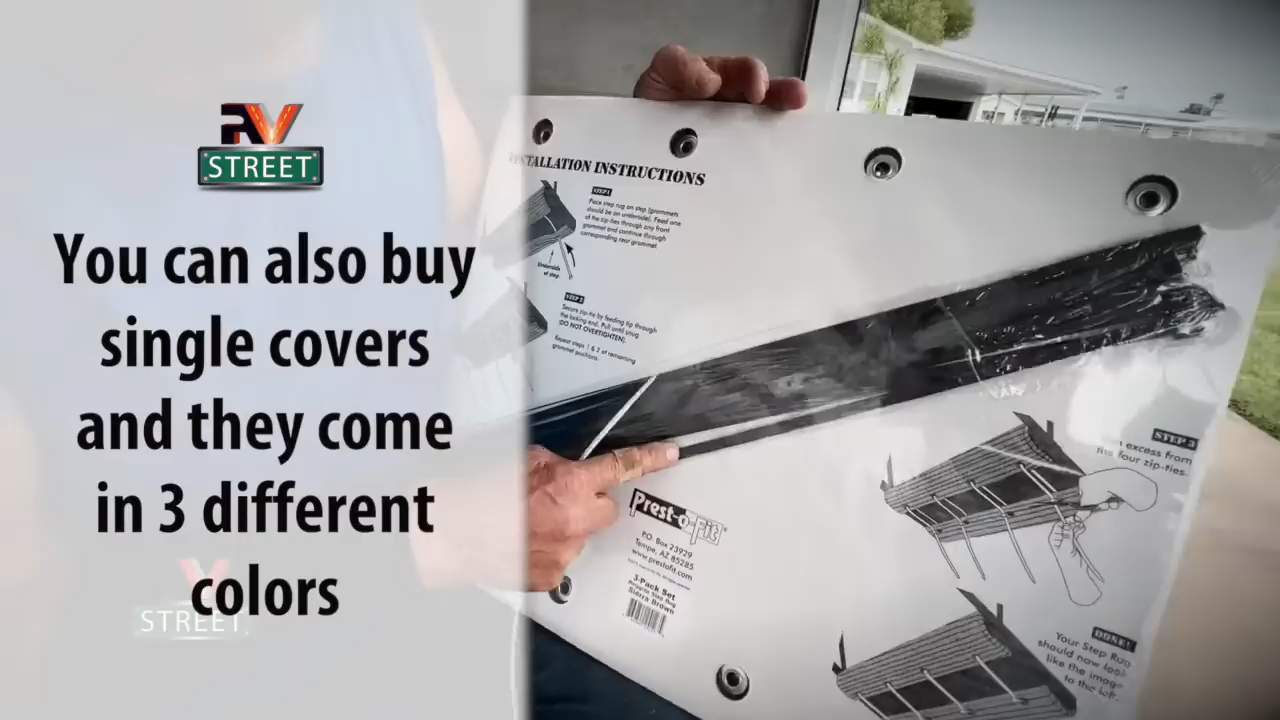 RV
STREET
You can also buy
single covers
and they come
in 3 different
colors
STREET
INSTALLATION INSTRUCTIONS
STEP 1
Place step rug on step (grommets
should be on underside). Feed one
of the zip-ties through any front
grommet and continue through
corresponding rear grommet.
Underside
of step
STEP 2
Secure zip-tie by feeding tip through
the locking end. Pull until snug
(DO NOT OVERTIGHTEN).
Repeat steps 1 & 2 at remaining
grommet positions.
Prest-o-Fit
P.O. Box 23929
Tempe, AZ 85285
www.prestofit.com
3-Pack Set
Step Rug
Sierra Brown
STEP 3
excess from
four zip-ties.
DONE!
Your Step Rug
should now look
like the image
to the left.